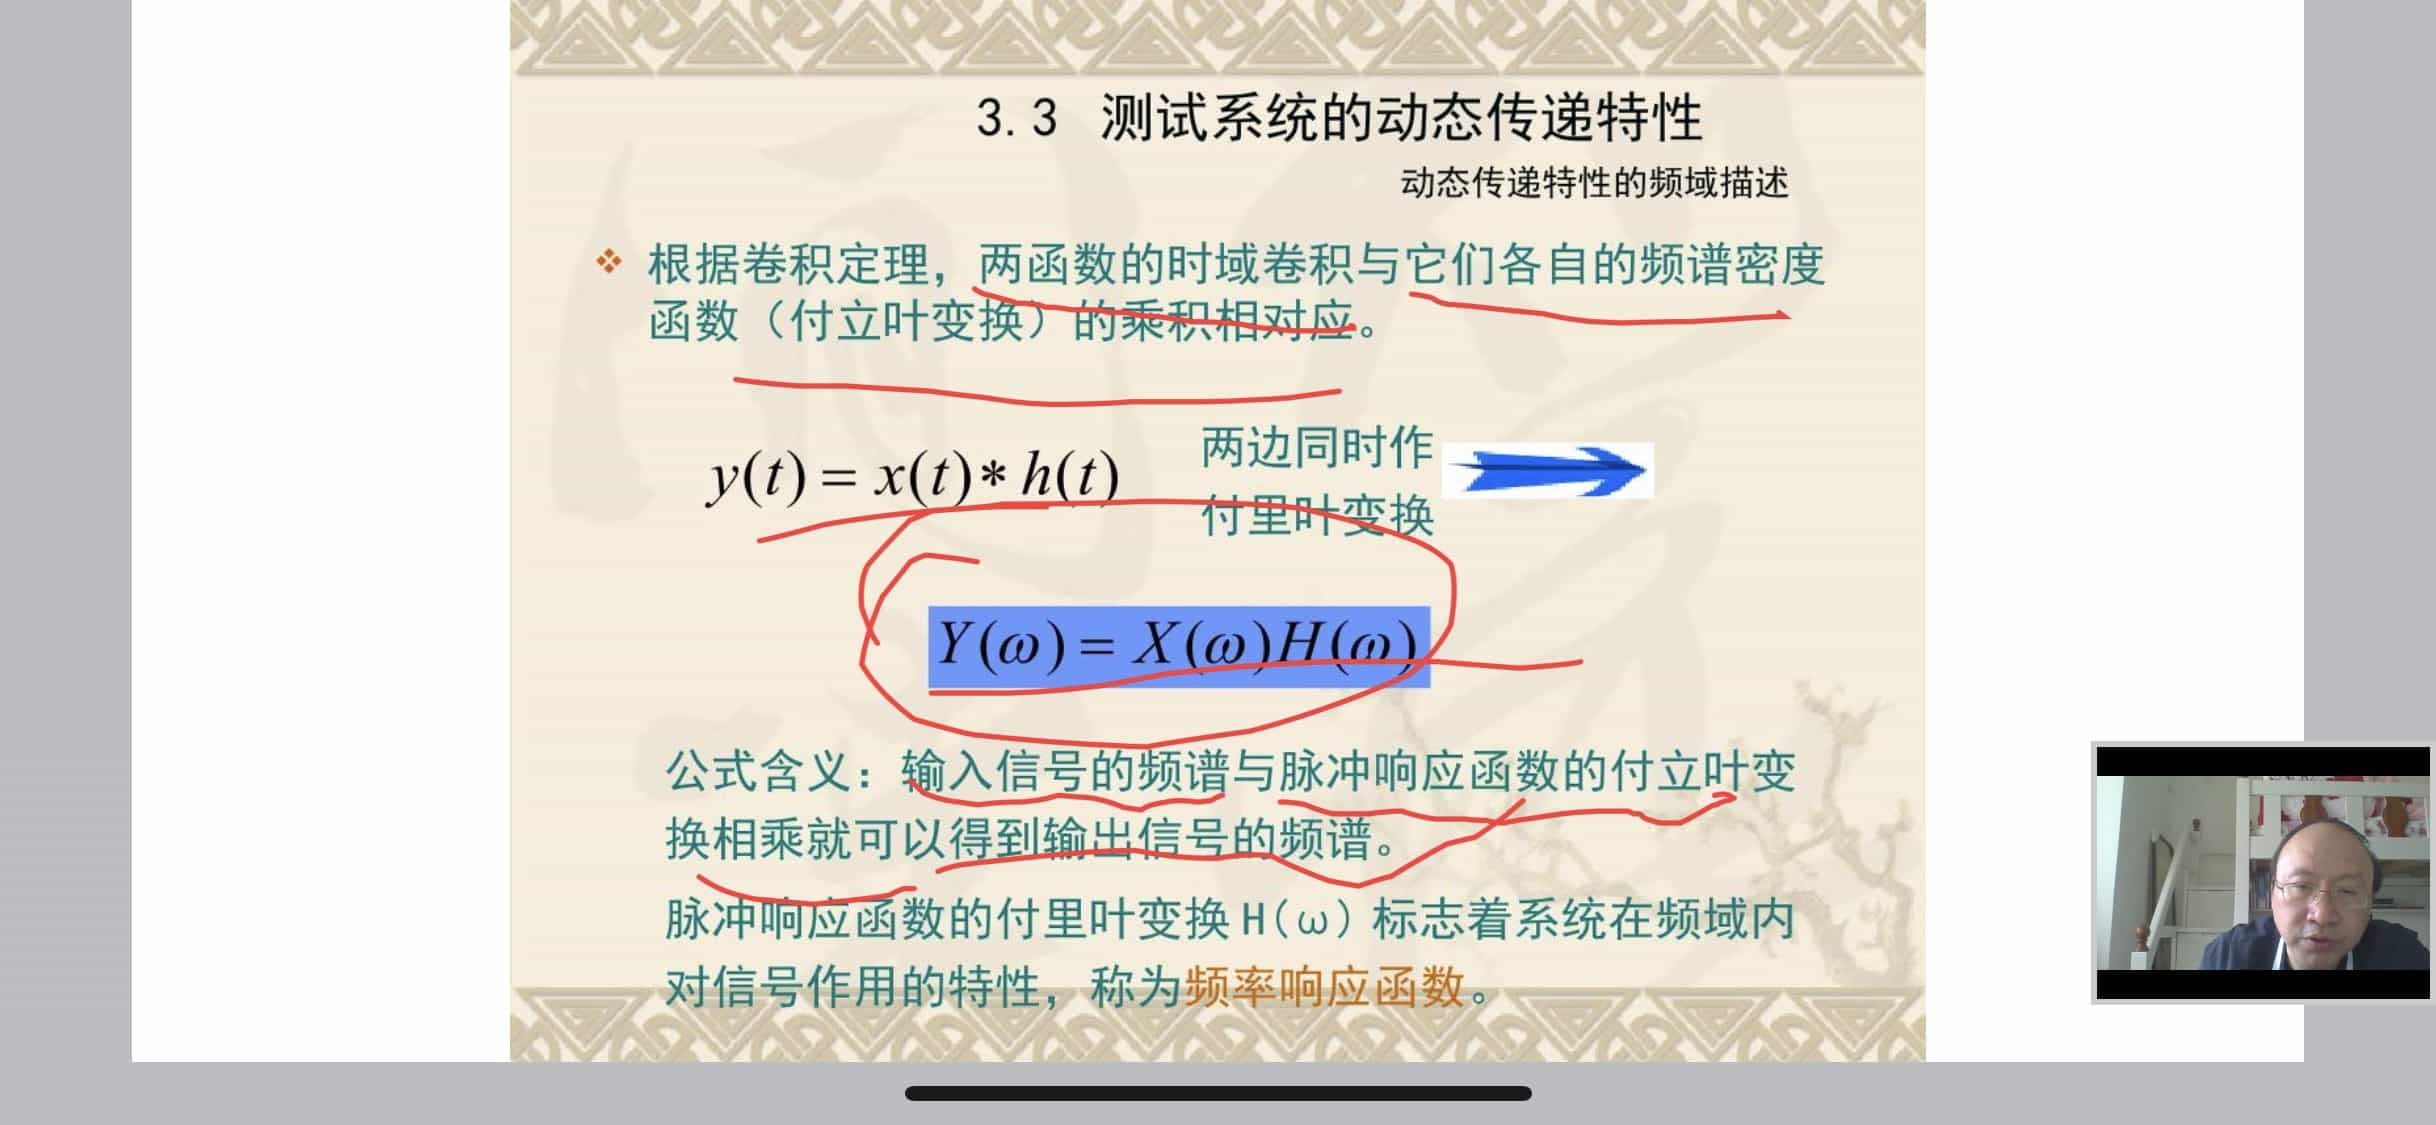 3.3 测试系统的动态传递特性
动态传递特性的频域描述
根据卷积定理，两函数的时域卷积与它们各自的频谱密度
函数（付立叶变换）的乘积相对应。
y(t) = x(t)* h(t)
两边同时作
付里叶变换
Y(ω) = X(ω)H(ω)
公式含义：输入信号的频谱与脉冲响应函数的付立叶变
换相乘就可以得到输出信号的频谱。
脉冲响应函数的付里叶变换H(ω)标志着系统在频域内
对信号作用的特性，称为频率响应函数。